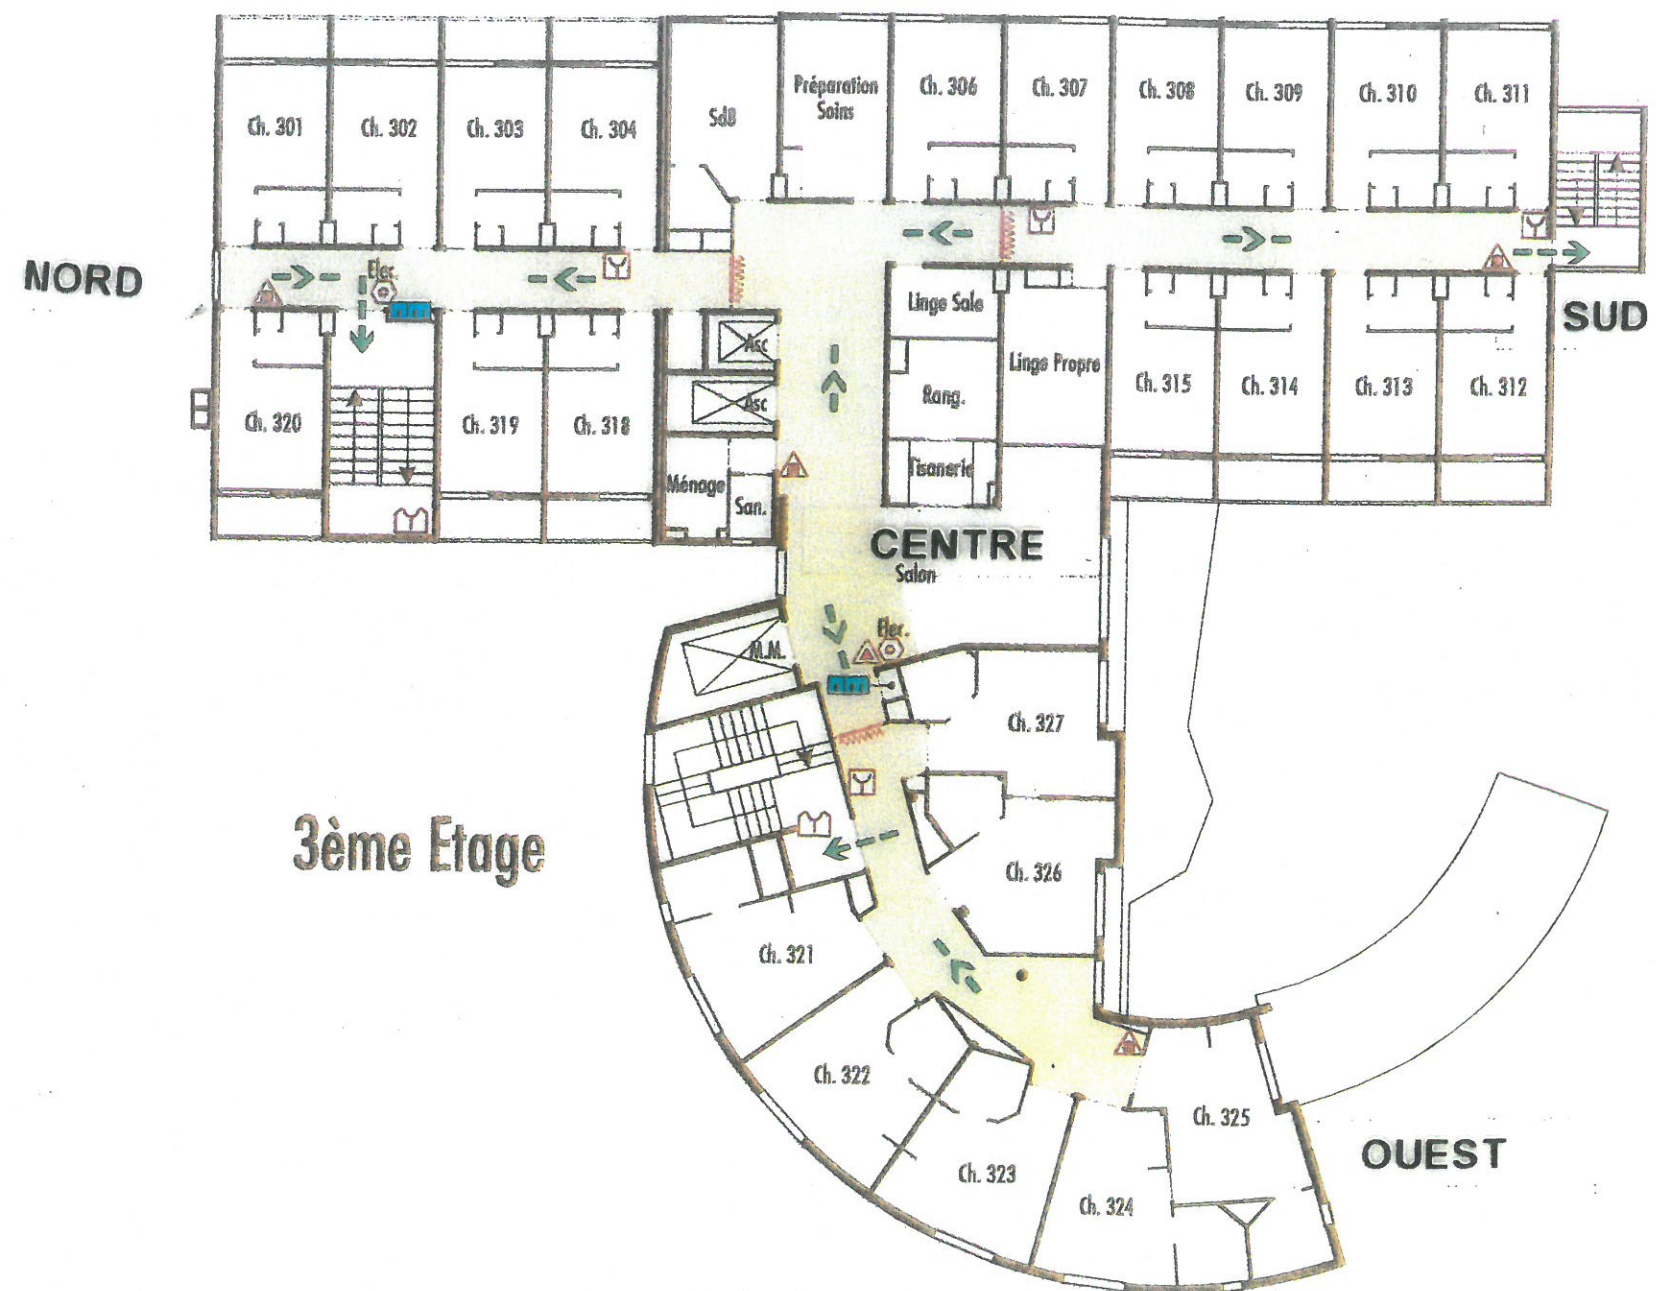 Ch. 301
Ch. 302
Ch. 303
Ch. 304
SdB
Préparation
Soins
Ch. 306
Ch. 307
Ch. 308
Ch. 309
Ch. 310
Ch. 311
NORD
Elec.
SUD
Linge Sale
Linge Propre
Asc
Asc
Rang.
Ch. 320
Ch. 319
Ch. 318
Ch. 315
Ch. 314
Ch. 313
Ch. 312
Ménage
San.
Tisanerie
CENTRE
Salon
Elec.
M.M.
Ch. 327
3ème Etage
Ch. 326
Ch. 321
Ch. 322
Ch. 323
Ch. 324
Ch. 325
OUEST